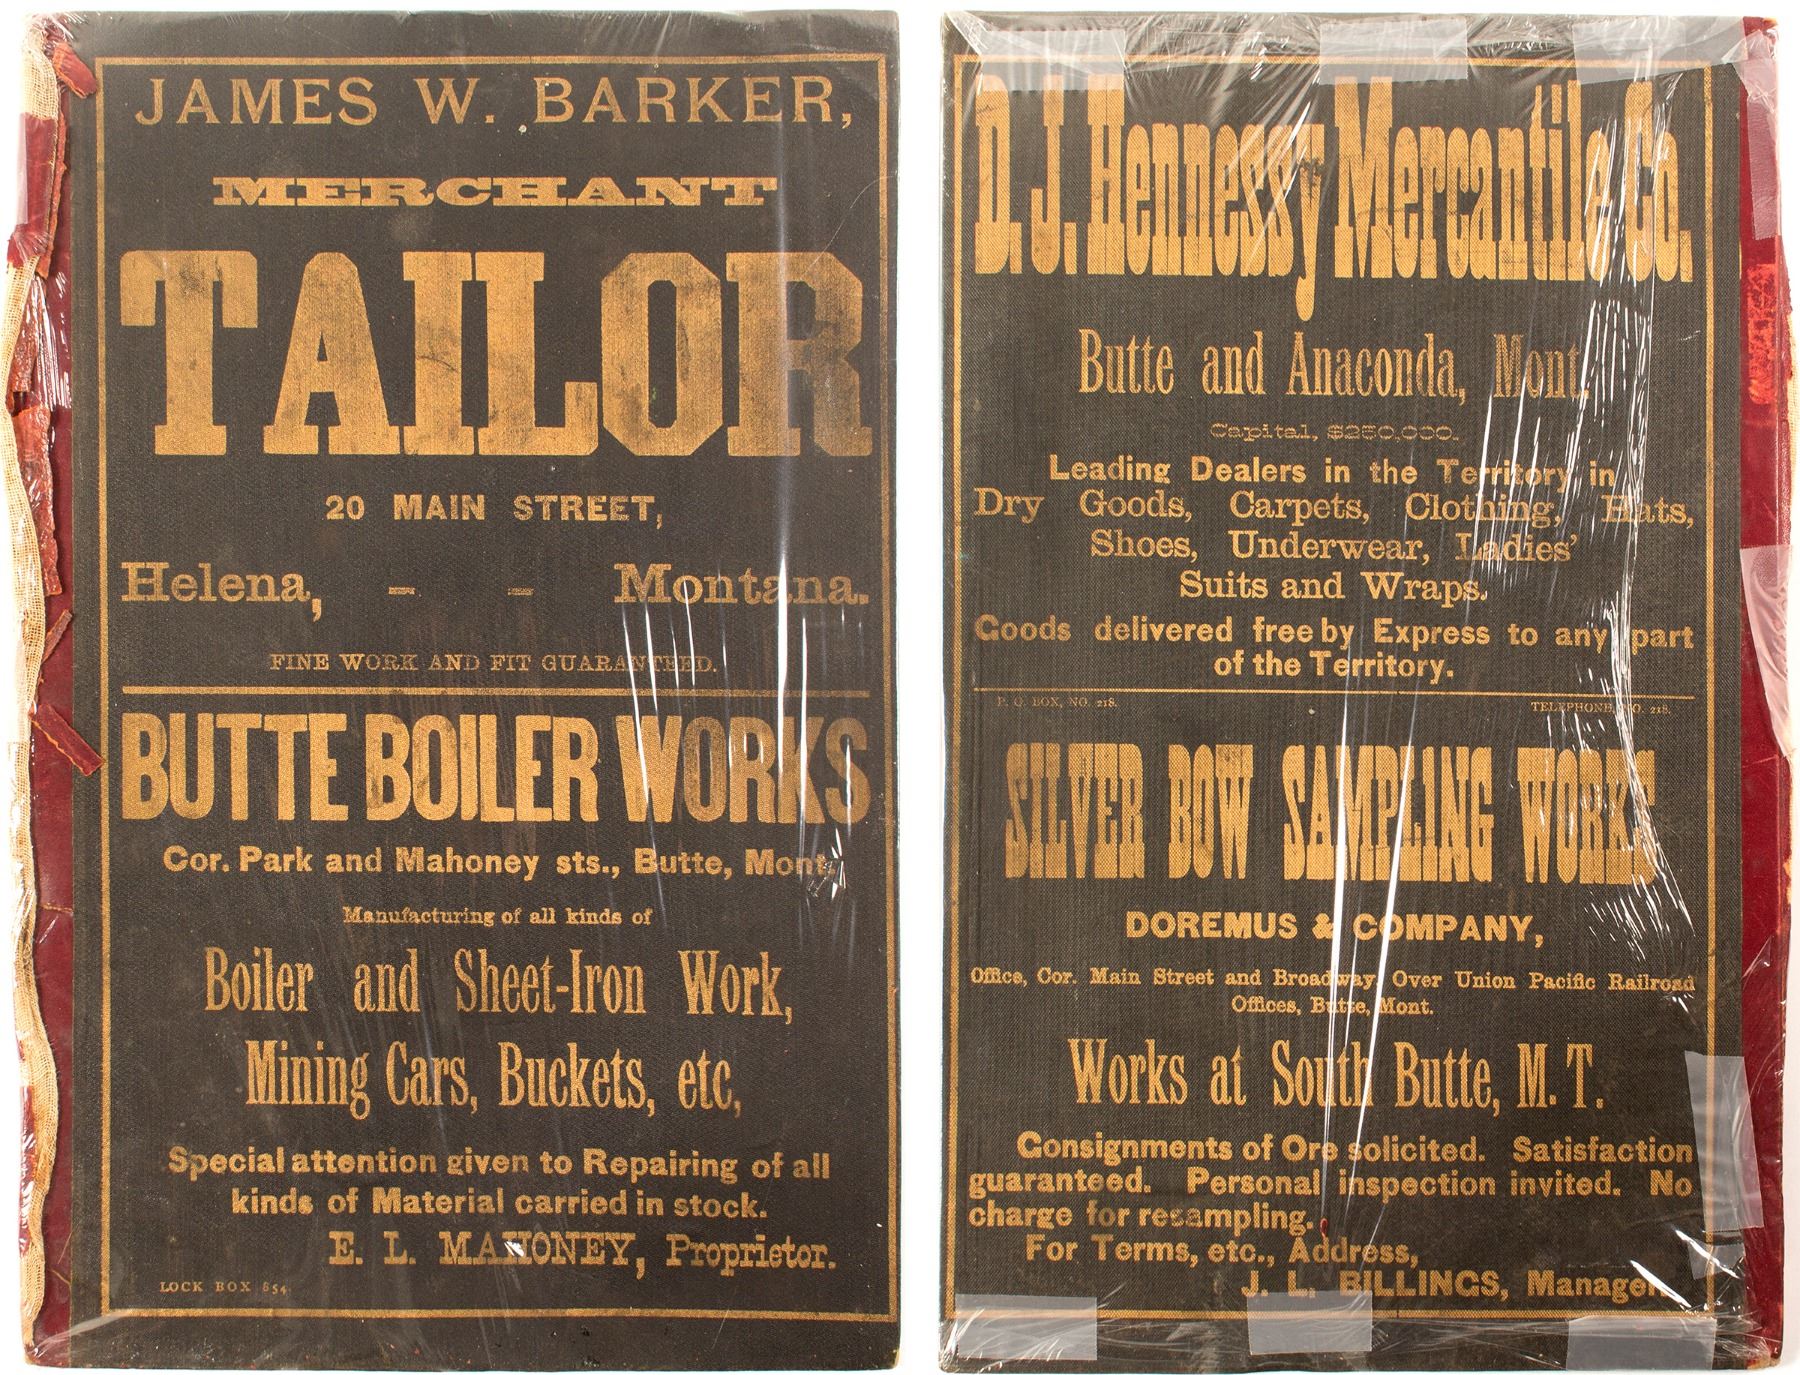 JAMES W. BARKER,
MERCHANT
TAILOR
20 MAIN STREET,
Helena, - - Montana.
FINE WORK AND FIT GUARANTEED.
BUTTE BOILER WORKS
Cor. Park and Mahoney sts., Butte, Mont.
Manufacturing of all kinds of
Boiler and Sheet-Iron Work,
Mining Cars, Buckets, etc,
Special attention given to Repairing of all
kinds of Material carried in stock.
E. L. MAHONEY, Proprietor.
LOCK BOX 654.
D. J. Hennessy Mercantile Co.
Butte and Anaconda, Mont.
Capital, $250,000.
Leading Dealers in the Territory in
Dry Goods, Carpets, Clothing, Hats,
Shoes, Underwear, Ladies'
Suits and Wraps.
Goods delivered free by Express to any part
of the Territory.
P. O. BOX, NO. 218. TELEPHONE, NO. 218.
SILVER BOW SAMPLING WORKS
DOREMUS & COMPANY,
Office, Cor. Main Street and Broadway Over Union Pacific Railroad
Offices, Butte, Mont.
Works at South Butte, M. T.
Consignments of Ore solicited. Satisfaction
guaranteed. Personal inspection invited. No
charge for resampling.
For Terms, etc., Address,
J. L. BILLINGS, Manager.